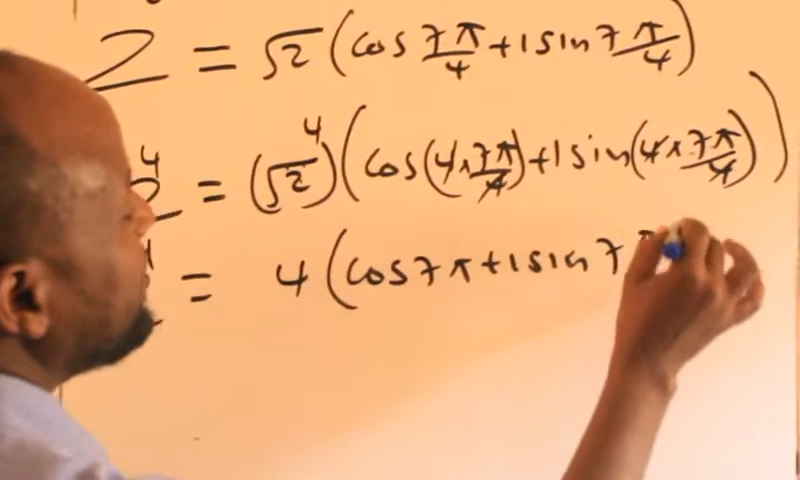 Z = √2 (cos 7π/4 + i sin 7π/4)
Z⁴ = (√2)⁴ (cos (4 x 7π/4) + i sin (4 x 7π/4))
= 4 (cos 7π + i sin 7π